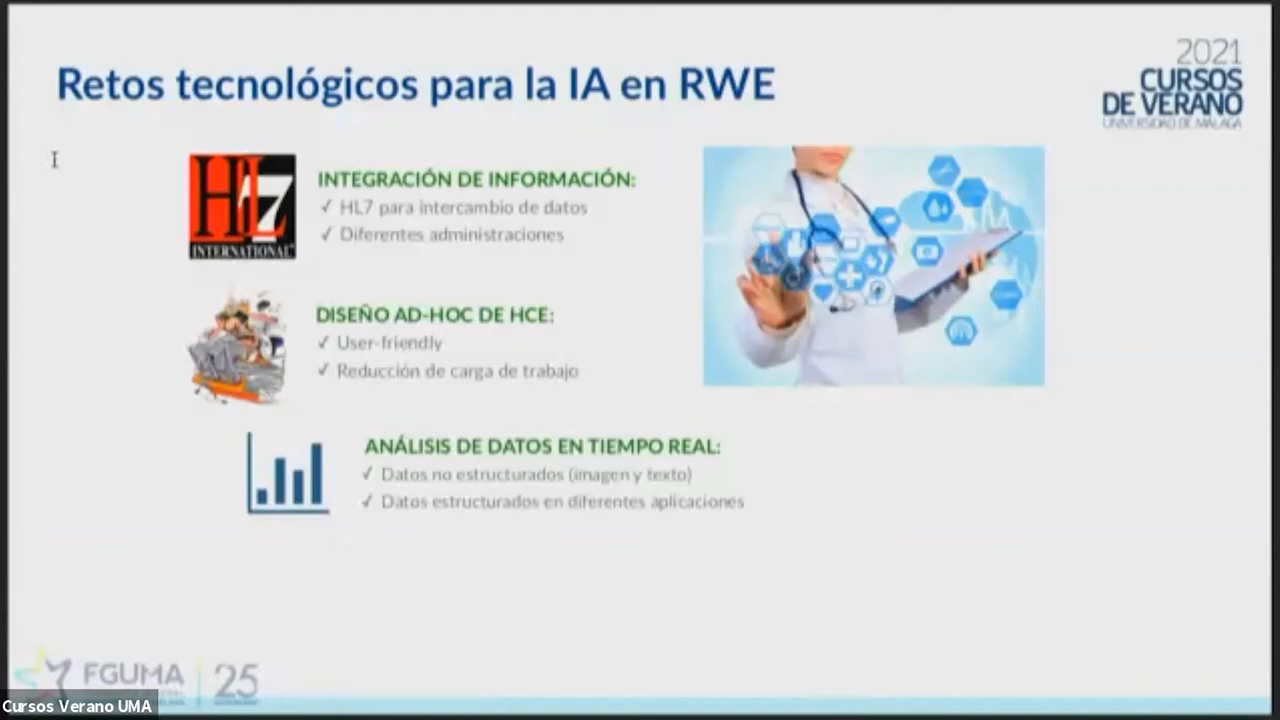 Retos tecnológicos para la IA en RWE
2021
CURSOS
DE VERANO
UNIVERSIDAD DE MÁLAGA
HL7
INTERNATIONAL
INTEGRACIÓN DE INFORMACIÓN:
✓ HL7 para intercambio de datos
✓ Diferentes administraciones
DISEÑO AD-HOC DE HCE:
✓ User-friendly
✓ Reducción de carga de trabajo
ANÁLISIS DE DATOS EN TIEMPO REAL:
✓ Datos no estructurados (imagen y texto)
✓ Datos estructurados en diferentes aplicaciones
FGUMA
25
Cursos Verano UMA